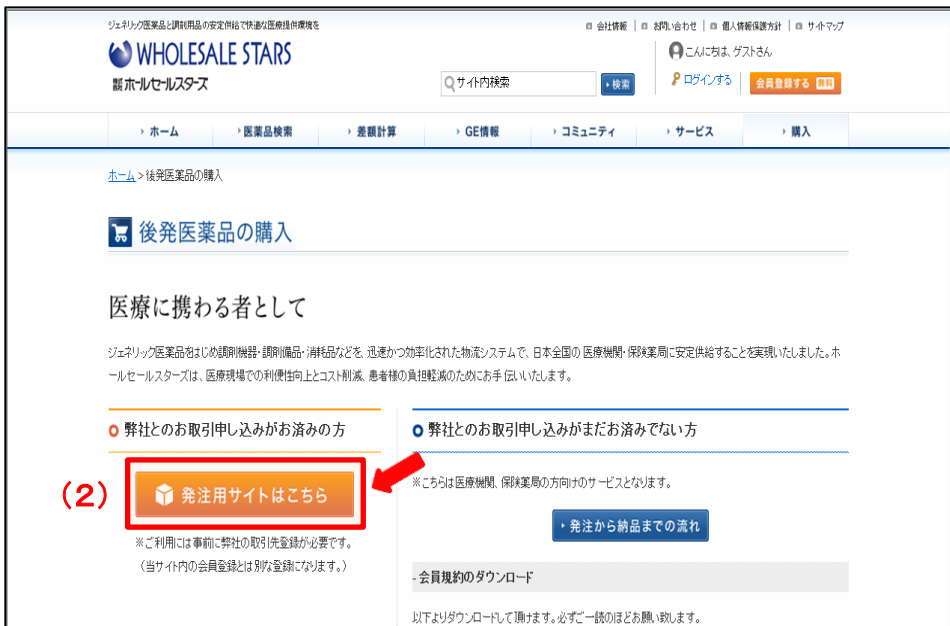 ジェネリック医薬品と調剤用品の安定供給で快適な医療提供環境を
会社情報 | お問い合わせ | 個人情報保護方針 | サイトマップ
WHOLESALE STARS
株式会社ホールセールスターズ
こんにちは、ゲストさん
サイト内検索
検索
ログインする
会員登録する 無料
ホーム
医薬品検索
差額計算
GE情報
コミュニティ
サービス
購入
ホーム > 後発医薬品の購入
後発医薬品の購入
医療に携わる者として
ジェネリック医薬品をはじめ調剤機器・調剤備品・消耗品などを、迅速かつ効率化された物流システムで、日本全国の医療機関・保険薬局に安定供給することを実現いたしました。ホ
ールセールスターズは、医療現場での利便性向上とコスト削減、患者様の負担軽減のためにお手伝いいたします。
弊社とのお取引申し込みがお済みの方
(2)
発注用サイトはこちら
※ご利用には事前に弊社の取引先登録が必要です。
（当サイト内の会員登録とは別な登録になります。）
弊社とのお取引申し込みがまだお済みでない方
※こちらは医療機関、保険薬局の方向けのサービスとなります。
発注から納品までの流れ
- 会員規約のダウンロード
以下よりダウンロードして頂けます。必ずご一読のほどお願い致します。